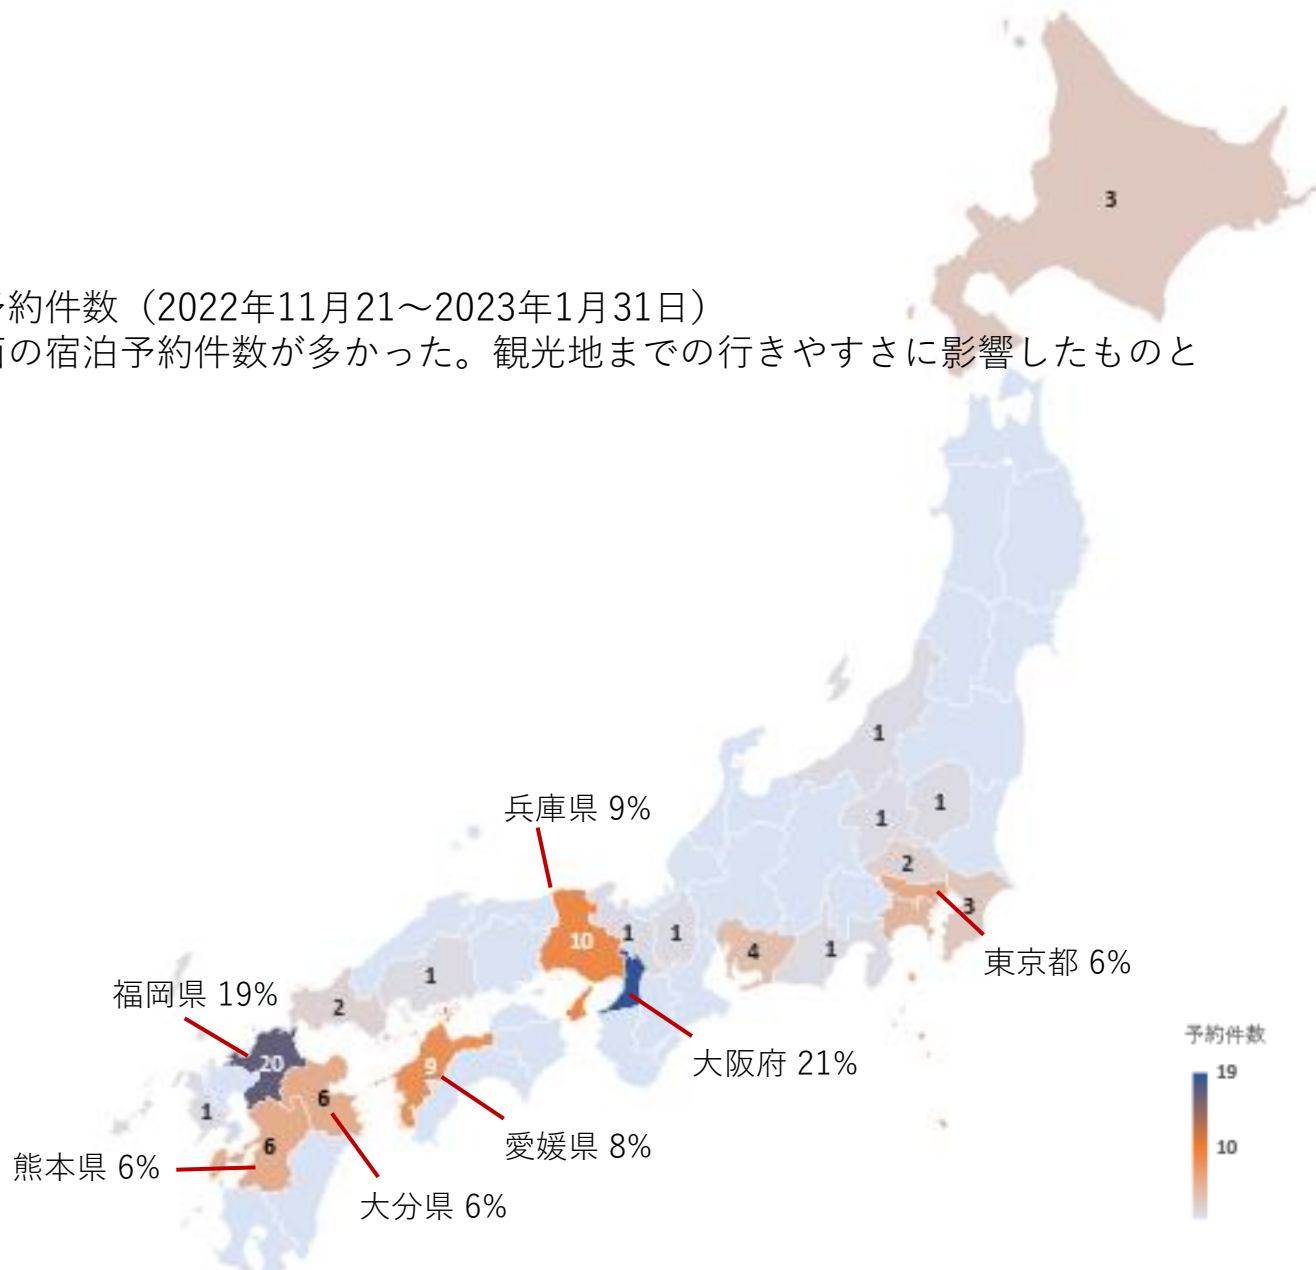 約件数（2022年11月21～2023年1月31日）
の宿泊予約件数が多かった。観光地までの行きやすさに影響したものと
3
1
1
1
2
3
兵庫県 9%
10
1
1
4
1
東京都 6%
1
2
福岡県 19%
20
大阪府 21%
9
6
1
愛媛県 8%
6
熊本県 6%
大分県 6%
予約件数
19
10